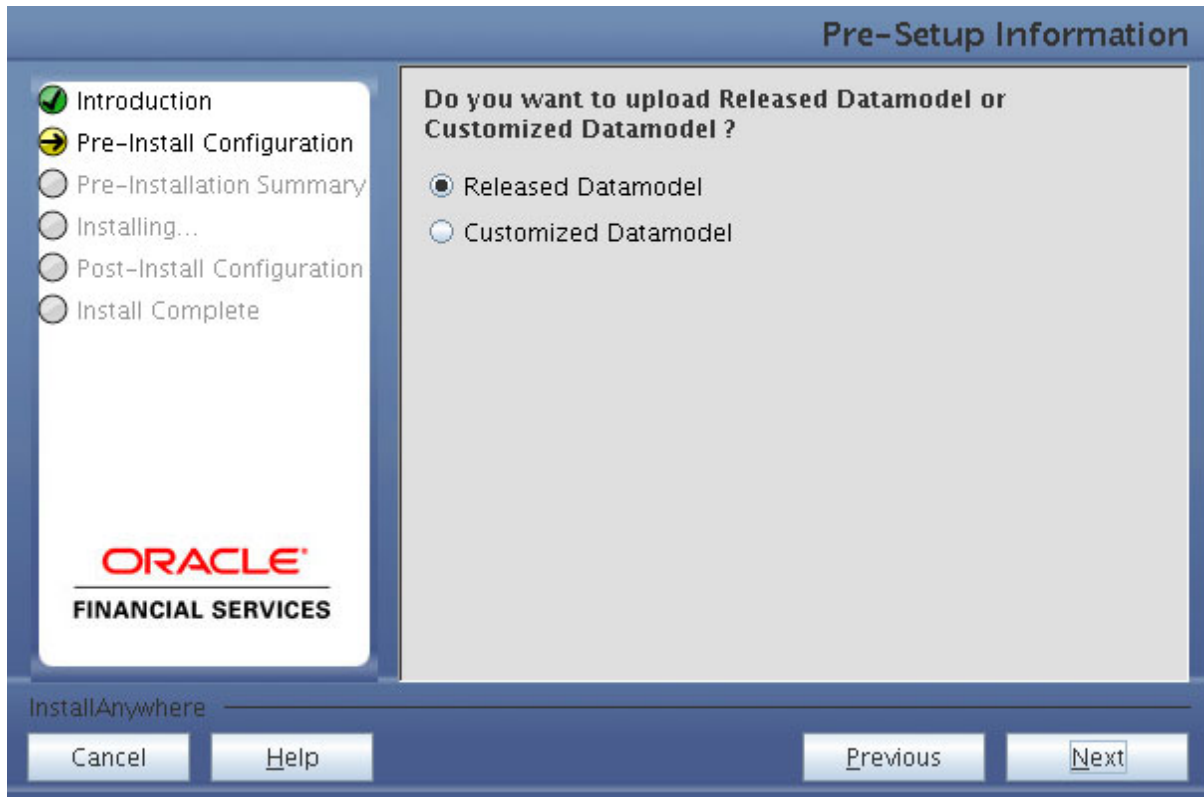 Pre-Setup Information
Introduction
Pre-Install Configuration
Pre-Installation Summary
Installing...
Post-Install Configuration
Install Complete
ORACLE
FINANCIAL SERVICES
Do you want to upload Released Datamodel or
Customized Datamodel ?
Released Datamodel
Customized Datamodel
InstallAnywhere
Cancel
Help
Previous
Next